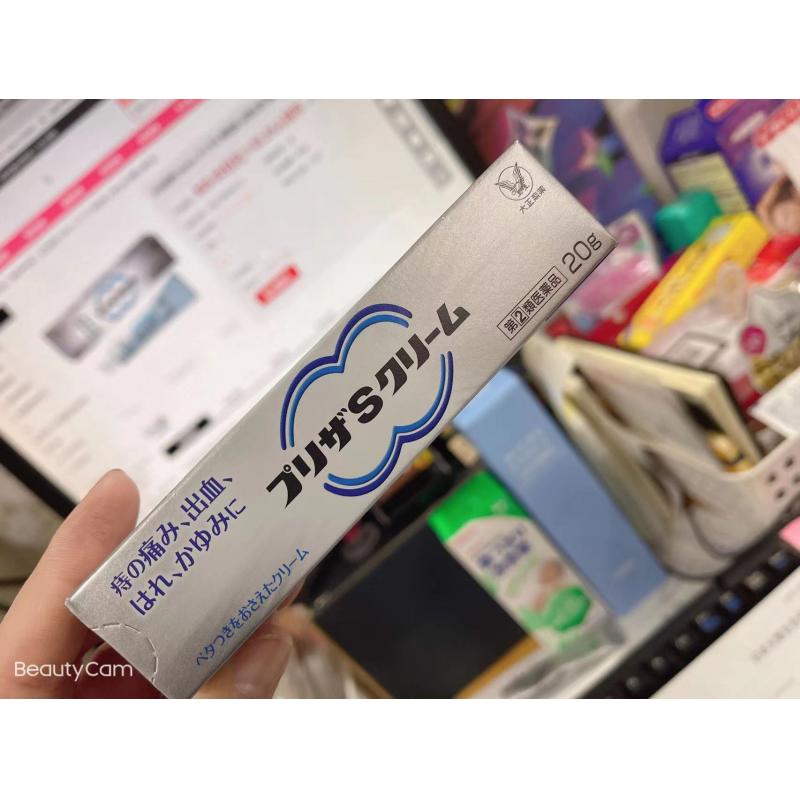 大正製薬
20g
第②類医薬品
プリザSクリーム
痔の痛み、出血、
はれ、かゆみに
ベタつきをおさえたクリーム
BeautyCam